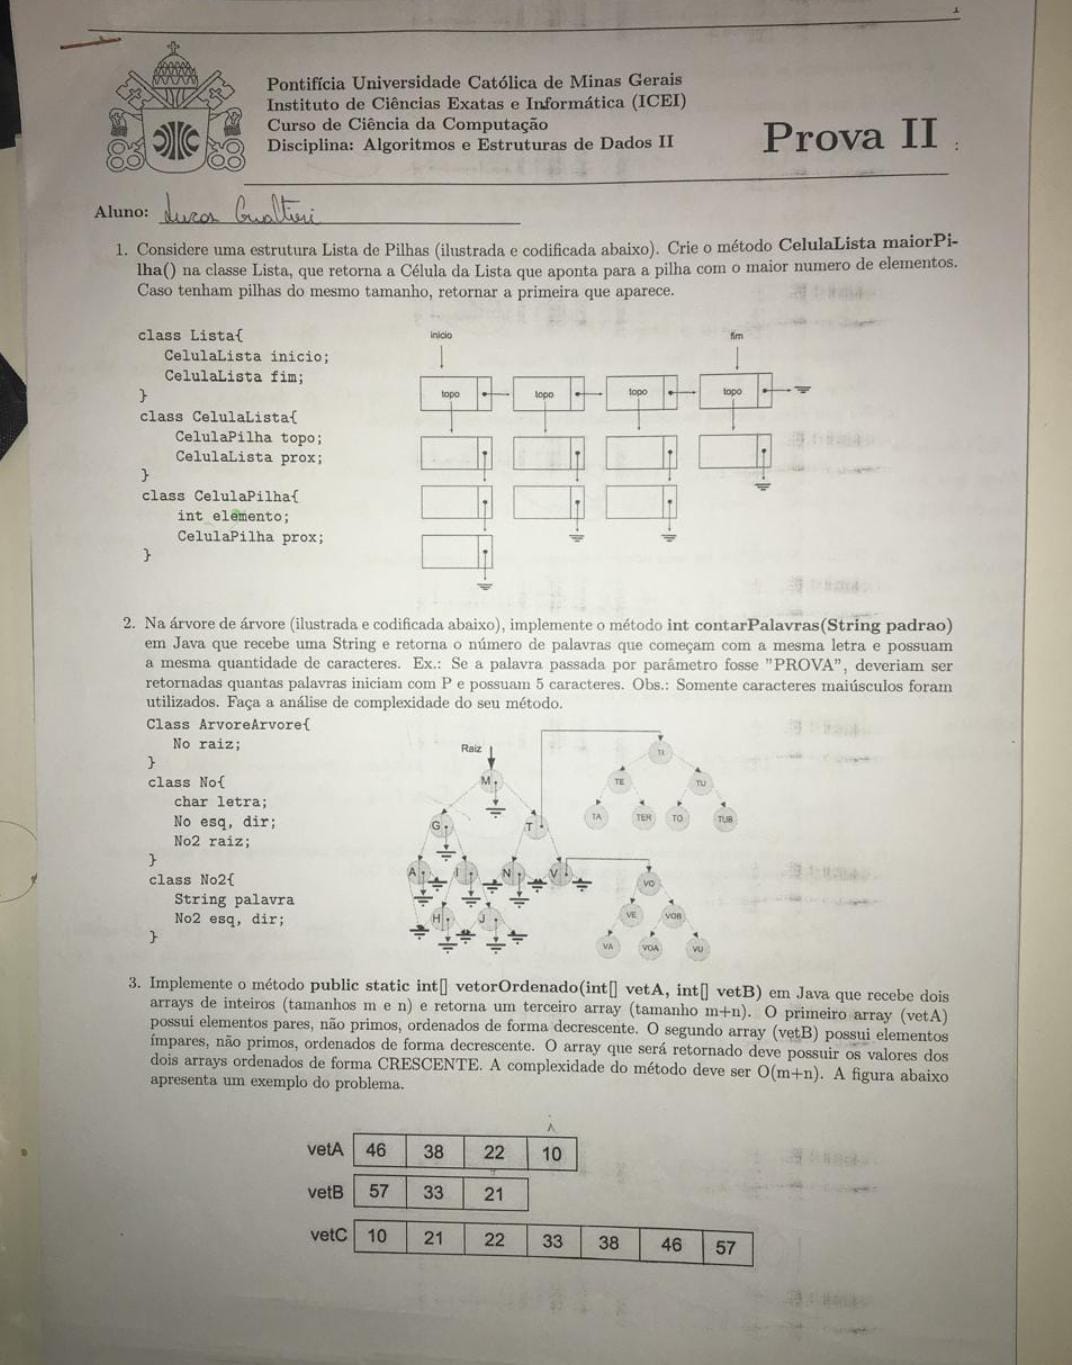 1
Pontifícia Universidade Católica de Minas Gerais
Instituto de Ciências Exatas e Informática (ICEI)
Curso de Ciência da Computação
Disciplina: Algoritmos e Estruturas de Dados II
Prova II
Aluno: Lucas Gualtieri
1. Considere uma estrutura Lista de Pilhas (ilustrada e codificada abaixo). Crie o método CelulaLista maiorPi-
lha() na classe Lista, que retorna a Célula da Lista que aponta para a pilha com o maior numero de elementos.
Caso tenham pilhas do mesmo tamanho, retornar a primeira que aparece.
class Lista{
CelulaLista inicio;
CelulaLista fim;
}
class CelulaLista{
CelulaPilha topo;
CelulaLista prox;
}
class CelulaPilha{
int elemento;
CelulaPilha prox;
}
inicio
fim
topo topo topo topo
2. Na árvore de árvore (ilustrada e codificada abaixo), implemente o método int contarPalavras(String padrao)
em Java que recebe uma String e retorna o número de palavras que começam com a mesma letra e possuam
a mesma quantidade de caracteres. Ex.: Se a palavra passada por parâmetro fosse "PROVA", deveriam ser
retornadas quantas palavras iniciam com P e possuam 5 caracteres. Obs.: Somente caracteres maiúsculos foram
utilizados. Faça a análise de complexidade do seu método.
Class ArvoreArvore{
No raiz;
}
class No{
char letra;
No esq, dir;
No2 raiz;
}
class No2{
String palavra
No2 esq, dir;
}
Raiz
M
G T
A I N V
H J
TI
TE TU
TA TER TO TUB
VO
VE VOB
VA VOA VU
3. Implemente o método public static int[] vetorOrdenado(int[] vetA, int[] vetB) em Java que recebe dois
arrays de inteiros (tamanhos m e n) e retorna um terceiro array (tamanho m+n). O primeiro array (vetA)
possui elementos pares, não primos, ordenados de forma decrescente. O segundo array (vetB) possui elementos
ímpares, não primos, ordenados de forma decrescente. O array que será retornado deve possuir os valores dos
dois arrays ordenados de forma CRESCENTE. A complexidade do método deve ser O(m+n). A figura abaixo
apresenta um exemplo do problema.
vetA 46 38 22 10
vetB 57 33 21
vetC 10 21 22 33 38 46 57